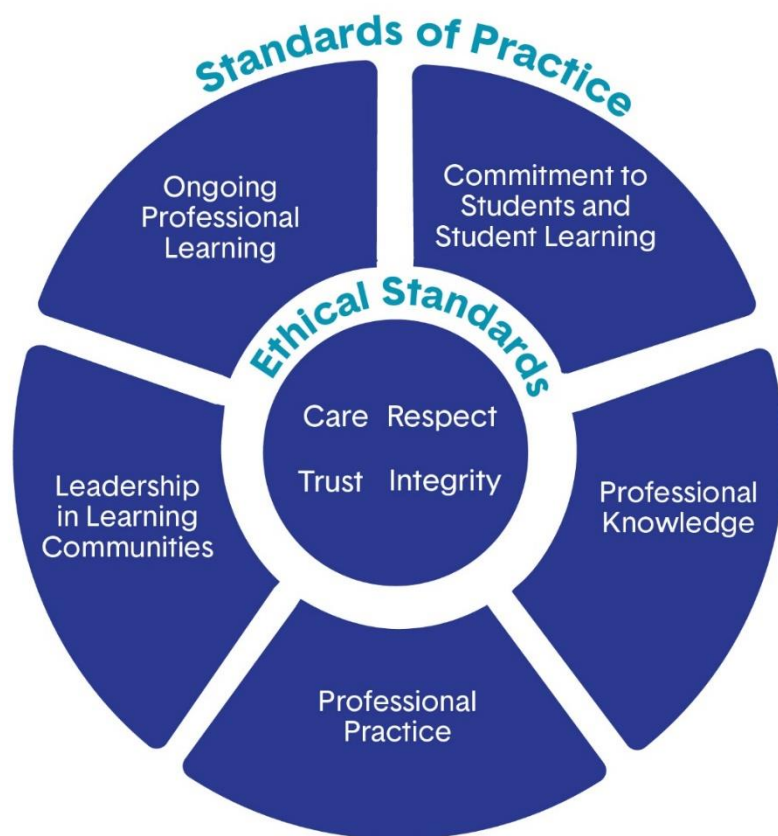 Standards of Practice
Ongoing
Professional
Learning
Commitment to
Students and
Student Learning
Ethical Standards
Care Respect
Trust Integrity
Leadership
in Learning
Communities
Professional
Knowledge
Professional
Practice